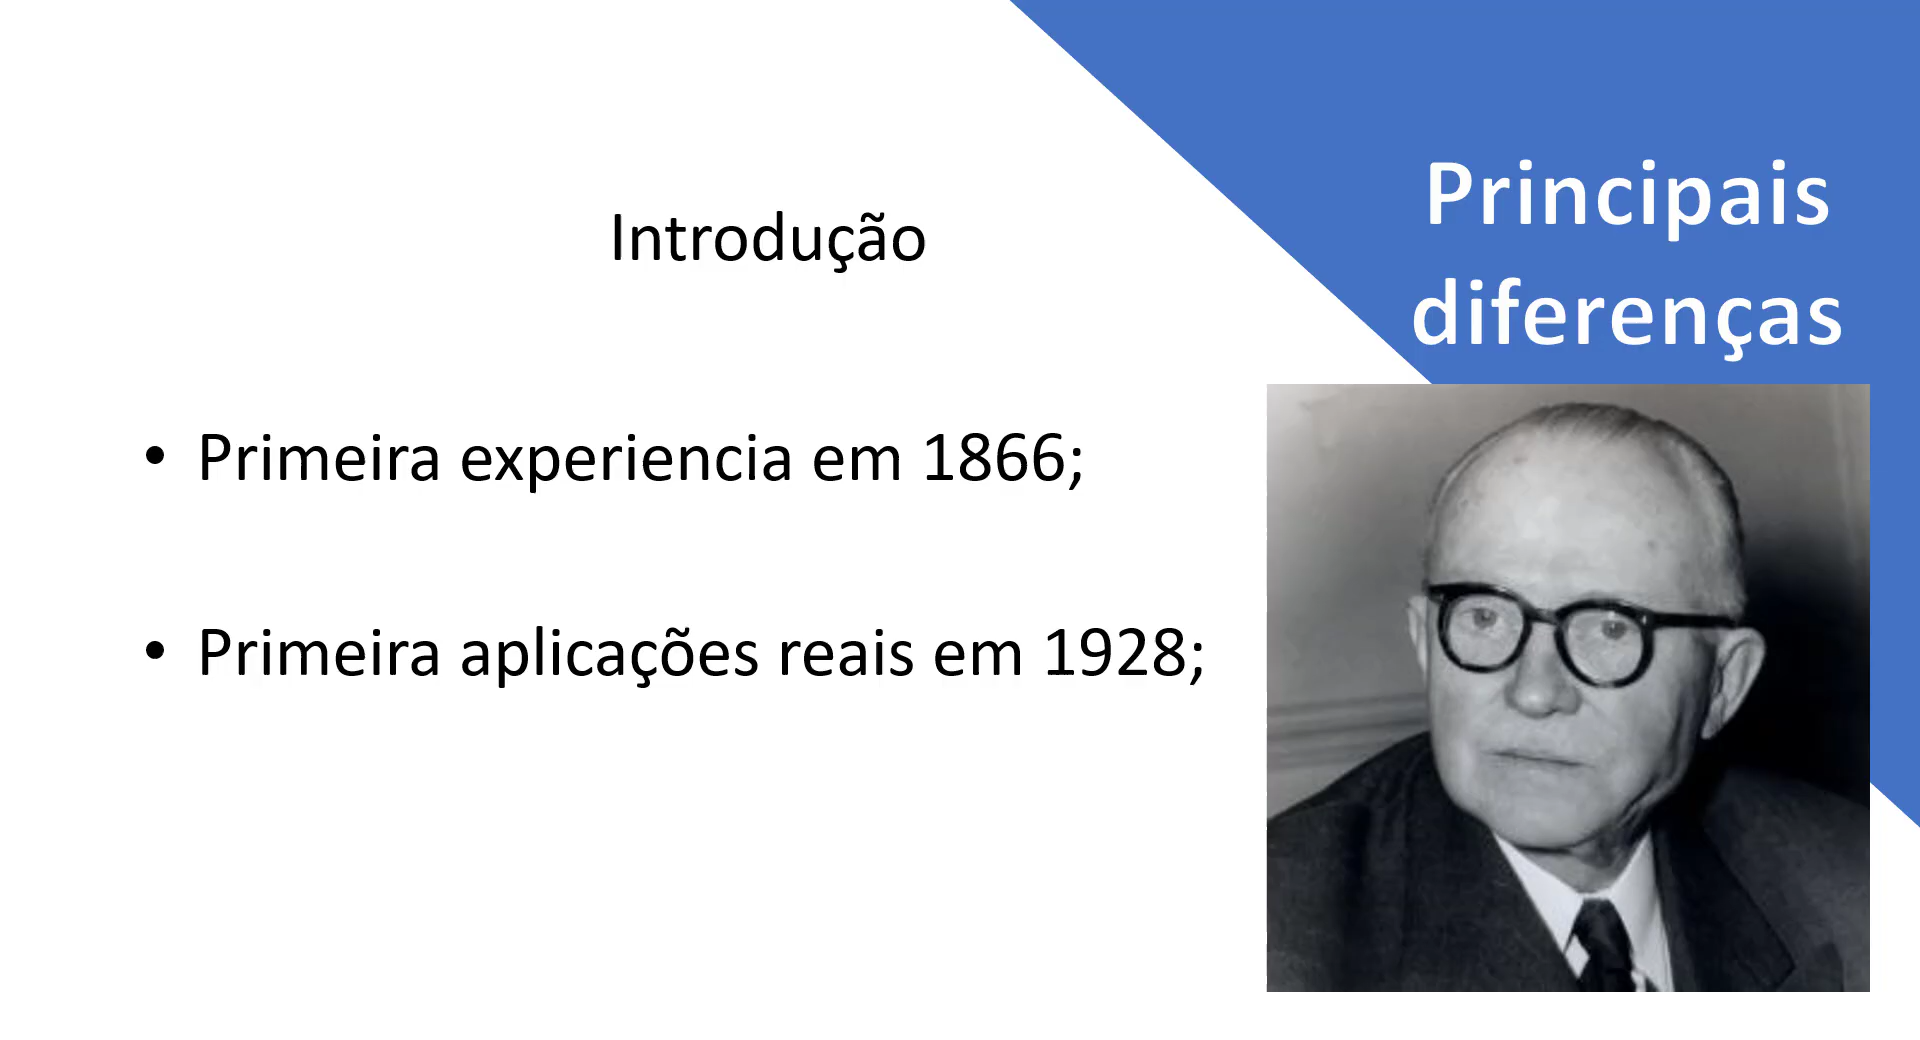 Principais
diferenças
Introdução
• Primeira experiencia em 1866;
• Primeira aplicações reais em 1928;